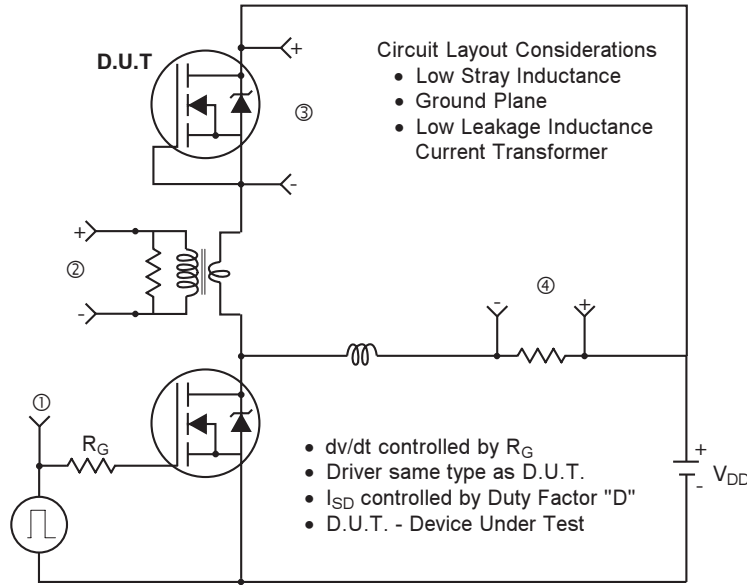 D.U.T
+
Circuit Layout Considerations
• Low Stray Inductance
• Ground Plane
• Low Leakage Inductance
Current Transformer
③
-
+
②
-
④
-
+
①
R_G
• dv/dt controlled by R_G
• Driver same type as D.U.T.
• I_SD controlled by Duty Factor "D"
• D.U.T. - Device Under Test
+
V_DD
-